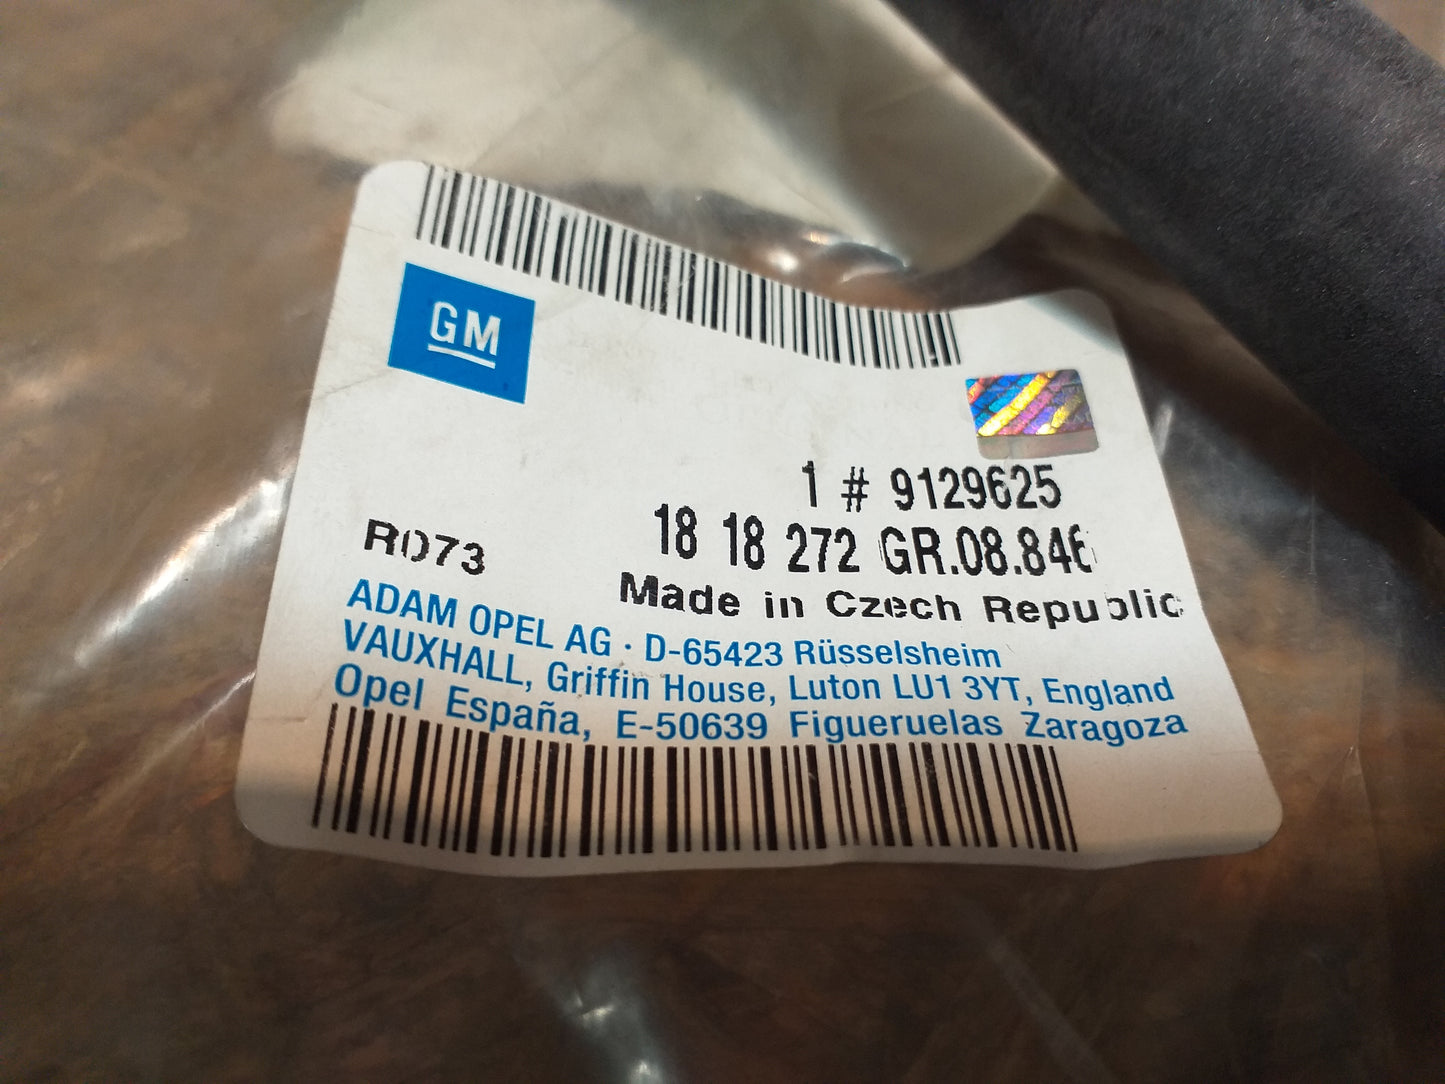 GM
1 # 9129625
18 18 272 GR.08.846
R073
Made in Czech Republic
ADAM OPEL AG · D-65423 Rüsselsheim
VAUXHALL, Griffin House, Luton LU1 3YT, England
Opel España, E-50639 Figueruelas Zaragoza